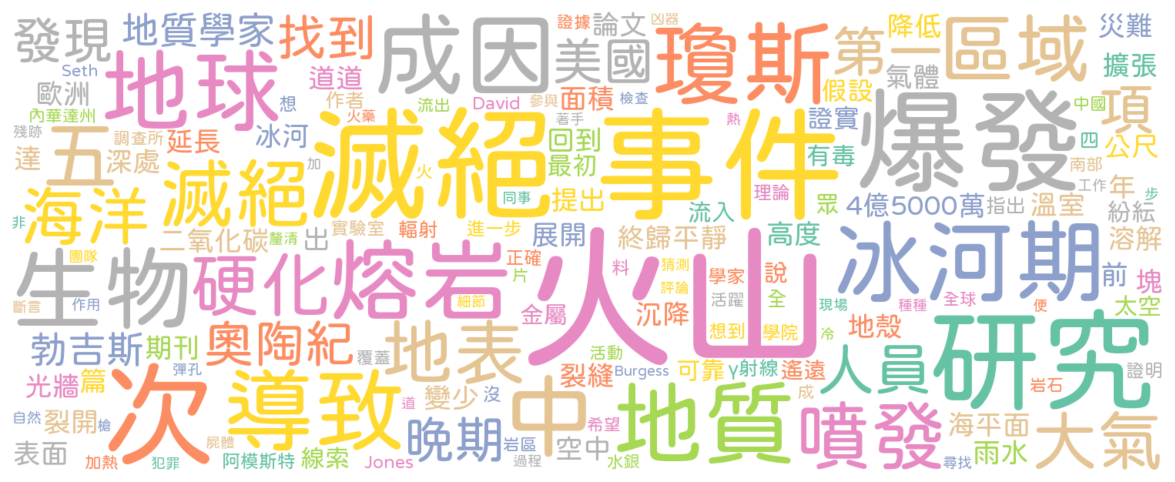 發現 地質學家 找到 成因 證據 論文 凶器 瓊斯 第一 降低 區域 災難
Seth 地球 道道 美國 氣體 擴張
歐洲 作者 流出 David 參與 面積 檢查 假設 中國
內華達州 火藥 著手 熱 爆發 項
殘跡 五 調查所 延長 冰河 滅絕事件 回到 證實 四 公尺
達 深處 滅絕 加 火 最初 有毒 南部
海洋 同事 提出 理論 眾 4億5000萬 指出 年 工作 步
非 二氧化碳 出 實驗室 輻射 進一步 展開 流入 溫室 紛紜
釐清 終歸平靜 高度 冰河期 溶解
生物 團隊 硬化 熔岩 正確 火山 料 猜測 學家 說 前 塊
斷言 作用 片 評論 活躍 全 現場 種種 全球 便 太空
細節 金屬 沉降 想到 學院 冷 地殼
勃吉斯 期刊 奧陶紀 地表 研究
覆蓋 活動 人員 證明
光牆 篇 彈孔 次 導致 變少 沒 中 裂縫 Burgess 可靠 γ射線 遙遠 岩石
自然 裂開 槍 道 晚期 地質 希望 成 噴發 海平面 大氣
表面 屍體 岩區 空中 雨水
加熱 犯罪 阿模斯特 線索 Jones 過程 水銀 尋找
想